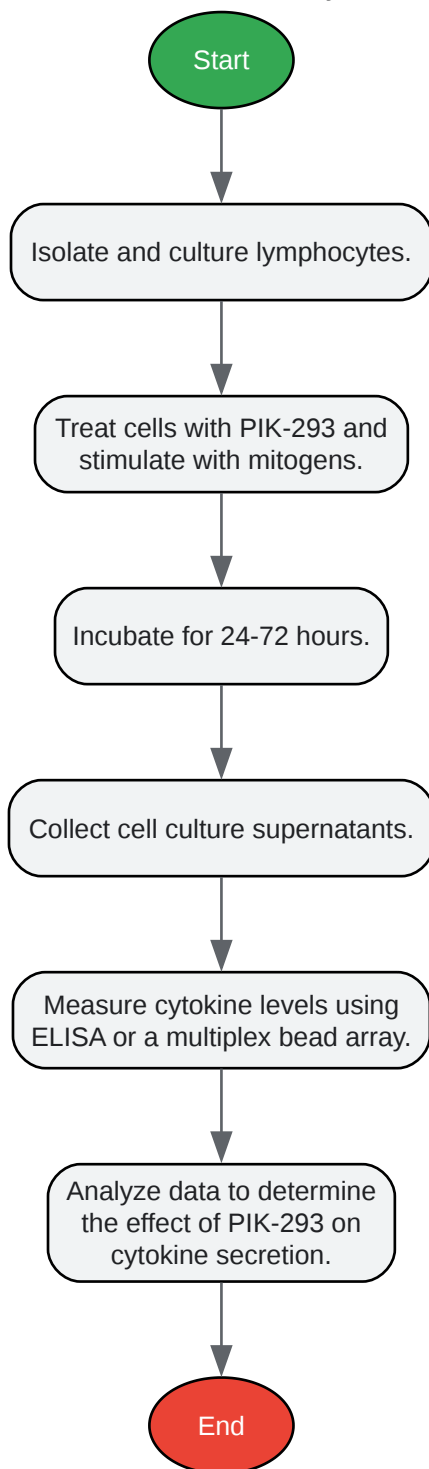 Start
Isolate and culture lymphocytes.
Treat cells with PIK-293 and
stimulate with mitogens.
Incubate for 24-72 hours.
Collect cell culture supernatants.
Measure cytokine levels using
ELISA or a multiplex bead array.
Analyze data to determine
the effect of PIK-293 on
cytokine secretion.
End